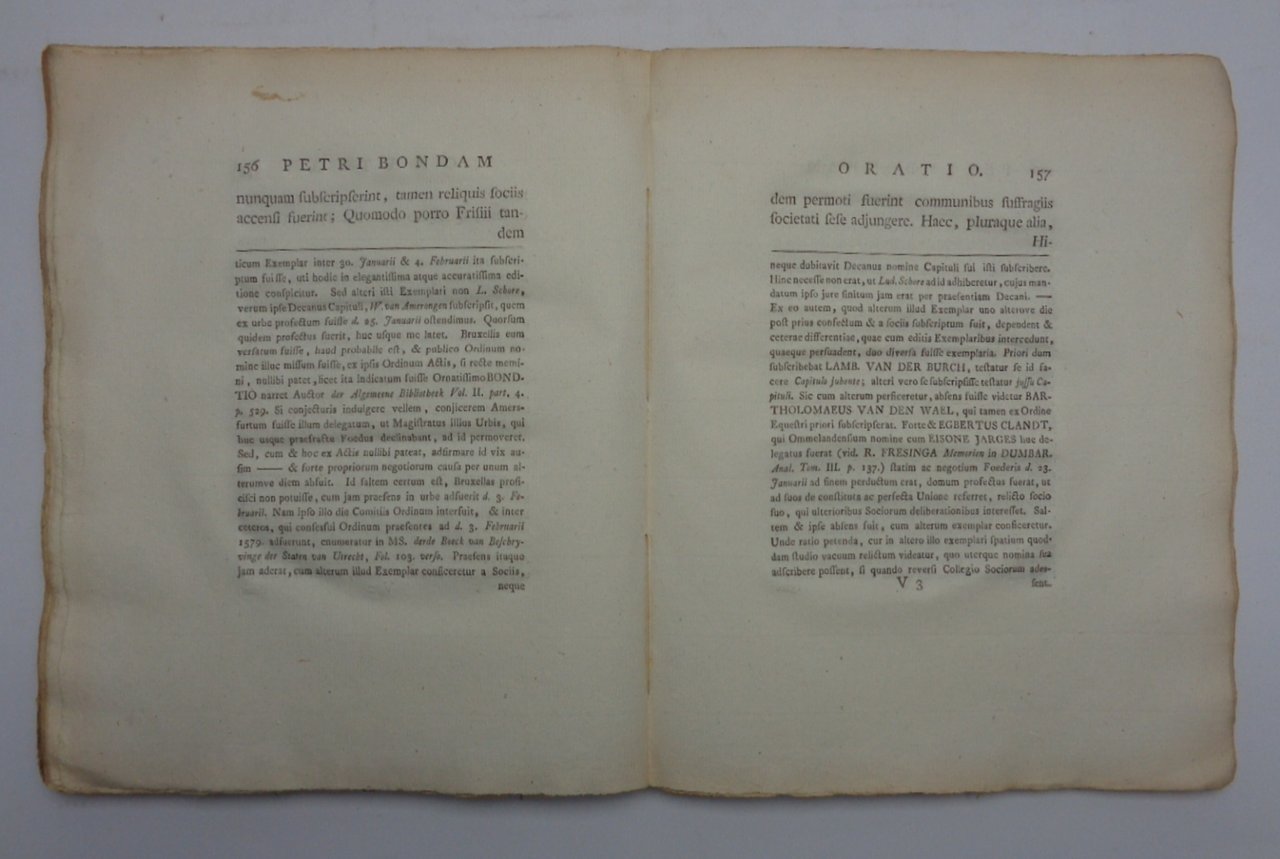 156 PETRI BONDAM
nunquam ſubſcripſerint, tamen reliquis ſociis
accenſi fuerint; Quomodo porro Friſiii tan-
dem
ticum Exemplar inter 30. Januarii & 4. Februarii ita ſubſcri-
ptum fuiſſe, uti hodie in elegantiſſima atque accuratiſſima edi-
tione conſpicitur. Sed alteri iſti Exemplari non L. Schore,
verum ipſe Decanus Capituli, W. van Amerongen ſubſcripſit, quem
ex urbe profectum fuiſſe d. 25. Januarii oſtendimus. Quorſum
quidem profectus fuerit, huc uſque me latet. Bruxellis eum
verſatum fuiſſe, haud probabile eſt, & publico Ordinum no-
mine illuc miſſum fuiſſe, ex ipſis Ordinum Actis, ſi recte memi-
ni, nullibi patet, licet ita indicatum fuiſſe Ornatiſſimo BOND-
TIO narret Auctor der Algemeene Bibliotheek Vol. II. part. 4.
p. 529. Si conjecturis indulgere vellem, conjicerem Amers-
furtum fuiſſe illum delegatum, ut Magiſtratus illius Urbis, qui
huc usque praefracte Foedus declinabant, ad id permoveret.
Sed, cum & hoc ex Actis nullibi pateat, adfirmare id vix au-
ſim —— & forte propriorum negotiorum cauſa per unum al-
terumve diem abfuit. Id ſaltem certum eſt, Bruxellas profi-
ciſci non potuiſſe, cum jam praeſens in urbe adfuerit d. 3. Fe-
bruarii. Nam ipſo illo die Comitiis Ordinum interfuit, & inter
ceteros, qui conſeſſui Ordinum praeſentes ad d. 3. Februarii
1579. adfuerunt, enumeratur in MS. derde Boeck van Beſchry-
vinge der Staten van Utrecht, Fol. 103. verſo. Praeſens itaque
jam aderat, cum alterum illud Exemplar conficeretur a Sociis,
neque
ORATIO. 157
dem permoti fuerint communibus ſuffragiis
ſocietati ſeſe adjungere. Haec, pluraque alia,
Hi-
neque dubitavit Decanus nomine Capituli ſui iſti ſubſcribere.
Hinc neceſſe non erat, ut Lud. Schore ad id adhiberetur, cujus man-
datum ipſo jure finitum jam erat per praeſentiam Decani. —
Ex eo autem, quod alterum illud Exemplar uno alterove die
poſt prius confectum & a ſociis ſubſcriptum fuit, dependent &
ceterae differentiae, quae cum editis Exemplaribus intercedunt,
quaeque perſuadent, duo diverſa fuiſſe exemplaria. Priori dum
ſubſcribebat LAMB. VAN DER BURCH, teſtatur ſe id fa-
cere Capitulo jubente; alteri vero ſe ſubſcripſiſſe teſtatur juſſu Ca-
pituli. Sic cum alterum perficeretur, abſens fuiſſe videtur BAR-
THOLOMAEUS VAN DEN WAEL, qui tamen ex Ordine
Equeſtri priori ſubſcripſerat. Forte & EGBERTUS CLANDT,
qui Ommelandenſium nomine cum EISONE JARGES huc de-
legatus fuerat (vid. R. FRESINGA Memorien in DUMBAR.
Anal. Tom. III. p. 137.) ſtatim ac negotium Foederis d. 23.
Januarii ad finem perductum erat, domum profectus fuerat, ut
ad ſuos de conſtituta ac perfecta Unione referret, relicto ſocio
ſuo, qui ulterioribus Sociorum deliberationibus intereſſet. Sal-
tem & ipſe abſens fuit, cum alterum exemplar conficeretur.
Unde ratio petenda, cur in altero illo exemplari ſpatium quod-
dam ſtudio vacuum relictum videatur, quo uterque nomina ſua
adſcribere poſſent, ſi quando reverſi Collegio Sociorum adeſ-
V 3 ſent.